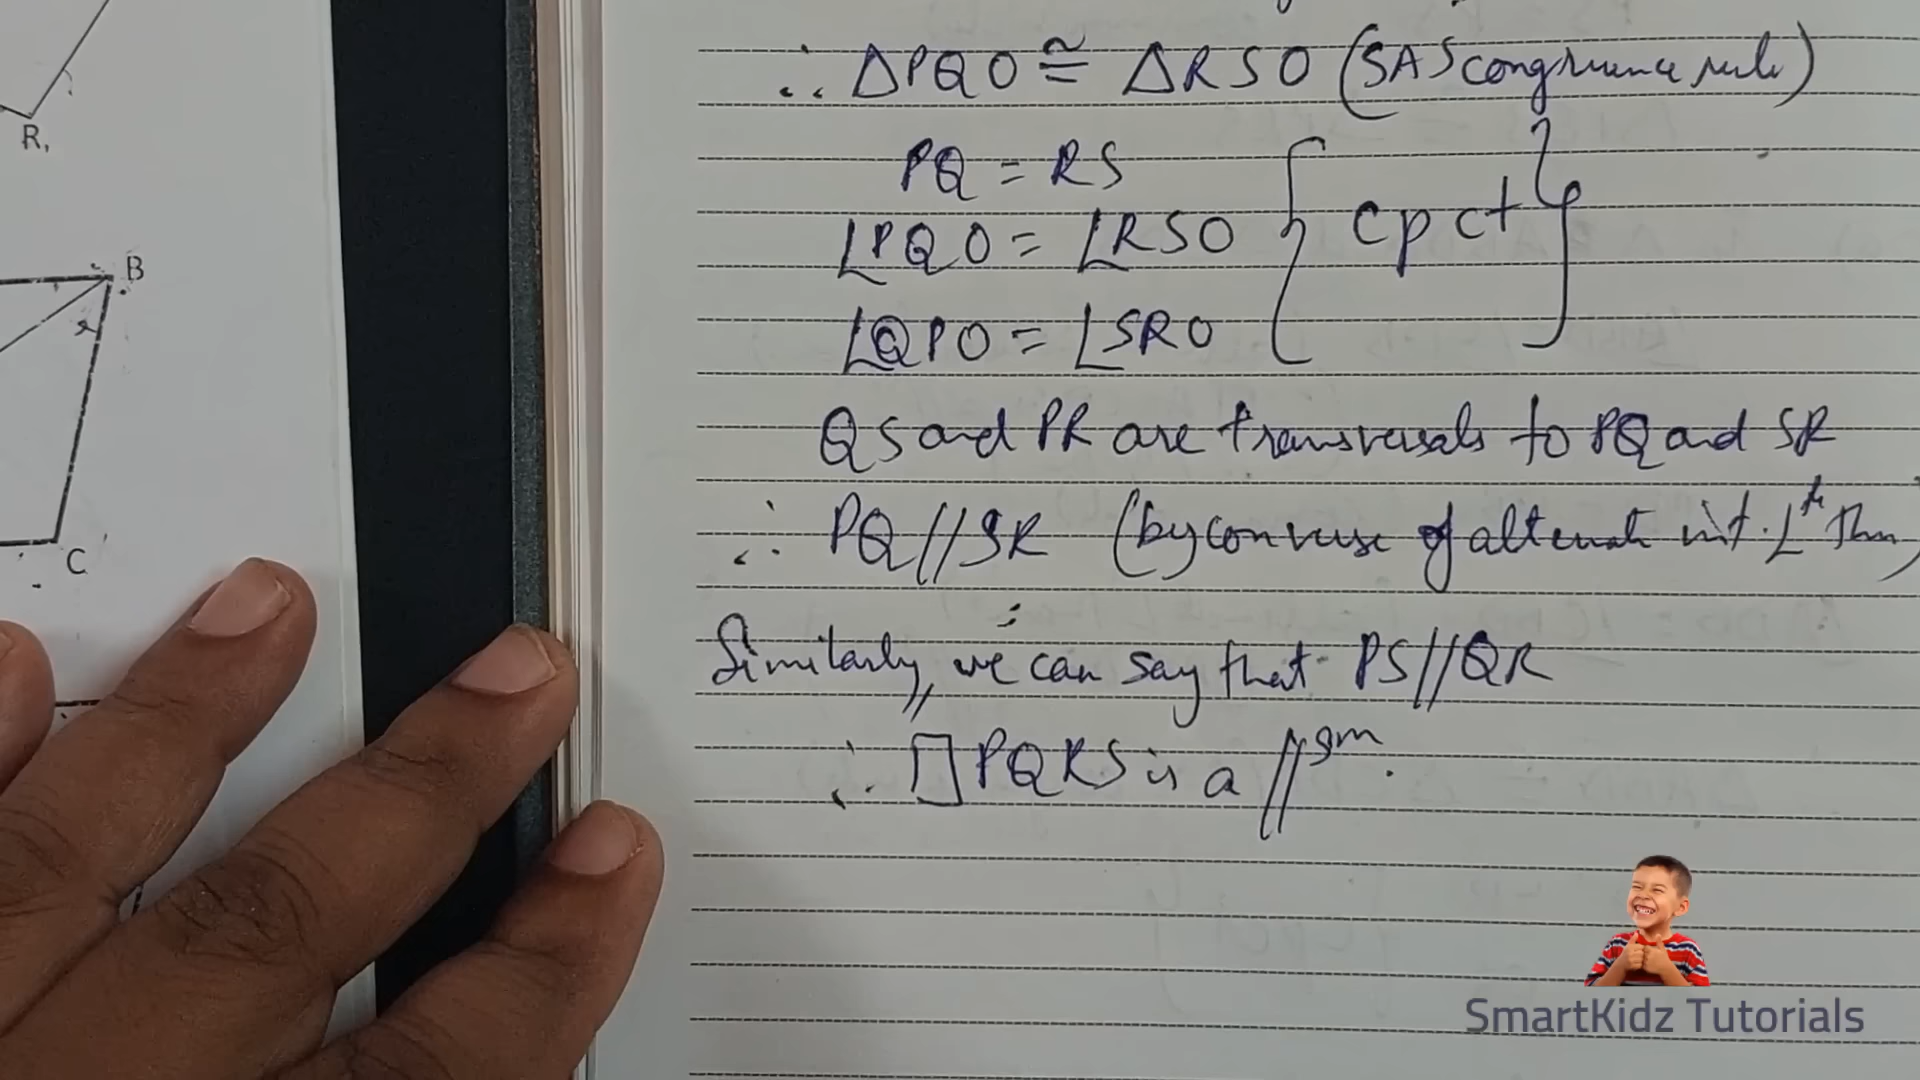 R,
B
C
∴ ΔPQO ≅ ΔRSO (SAS congruence rule)
PQ = RS
∠PQO = ∠RSO { cpct }
∠QPO = ∠SRO
QS and PR are transversals to PQ and SR
∴ PQ//SR (by converse of alternate int. ∠ Thm)
Similarly, we can say that PS//QR
∴ □ PQRS is a //gm.
SmartKidz Tutorials